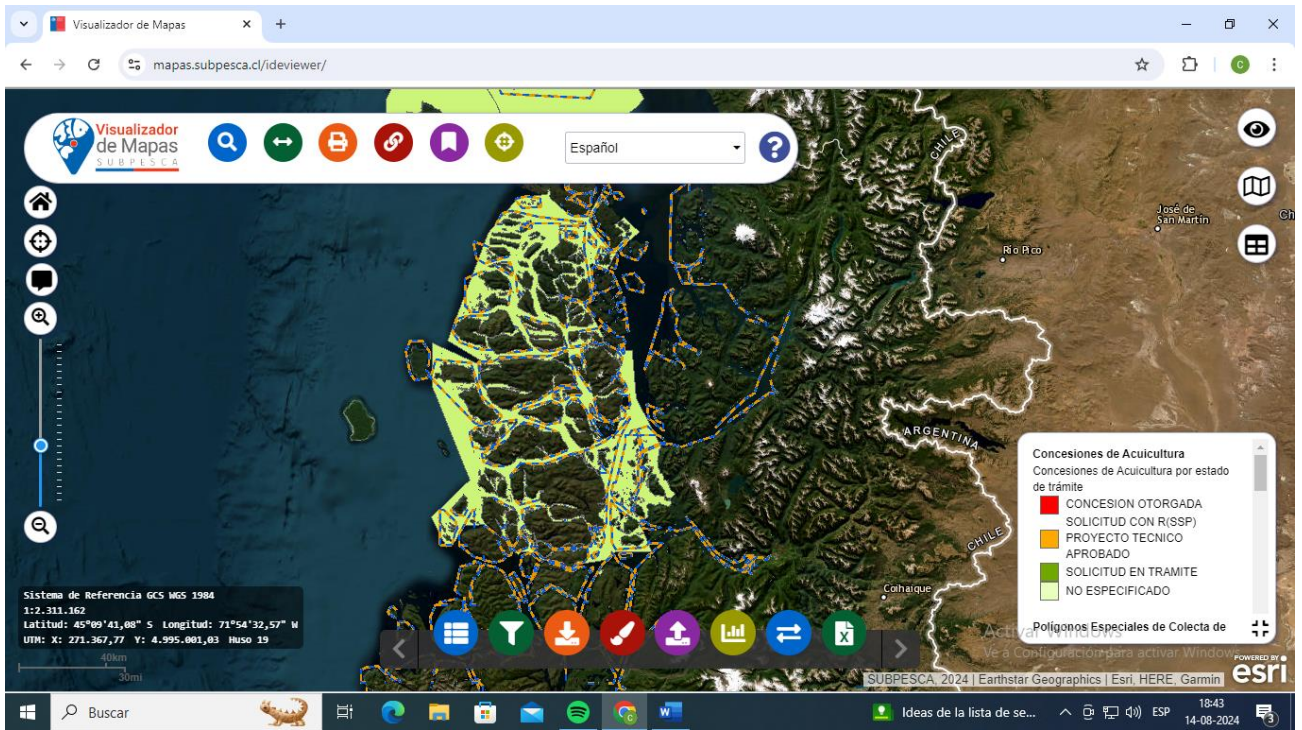 Visualizador de Mapas
mapas.subpesca.cl/ideviewer/
C
Visualizador
de Mapas
SUBPESCA
Español
?
CHILE
José de
San Martín
Ch
Río Pico
ARGENTINA
CHILE
Coihaique
Concesiones de Acuicultura
Concesiones de Acuicultura por estado
de trámite
CONCESION OTORGADA
SOLICITUD CON R(SSP)
PROYECTO TECNICO
APROBADO
SOLICITUD EN TRAMITE
NO ESPECIFICADO
Polígonos Especiales de Colecta de
Sistema de Referencia GCS WGS 1984
1:2.311.162
Latitud: 45°09'41,08" S Longitud: 71°54'32,57" W
UTM: X: 271.367,77 Y: 4.995.001,03 Huso 19
40km
30mi
Activar Windows
Ve a Configuración para activar Windows
POWERED BY
esri
SUBPESCA, 2024 | Earthstar Geographics | Esri, HERE, Garmin
Buscar
Ideas de la lista de se...
ESP
18:43
14-08-2024
3